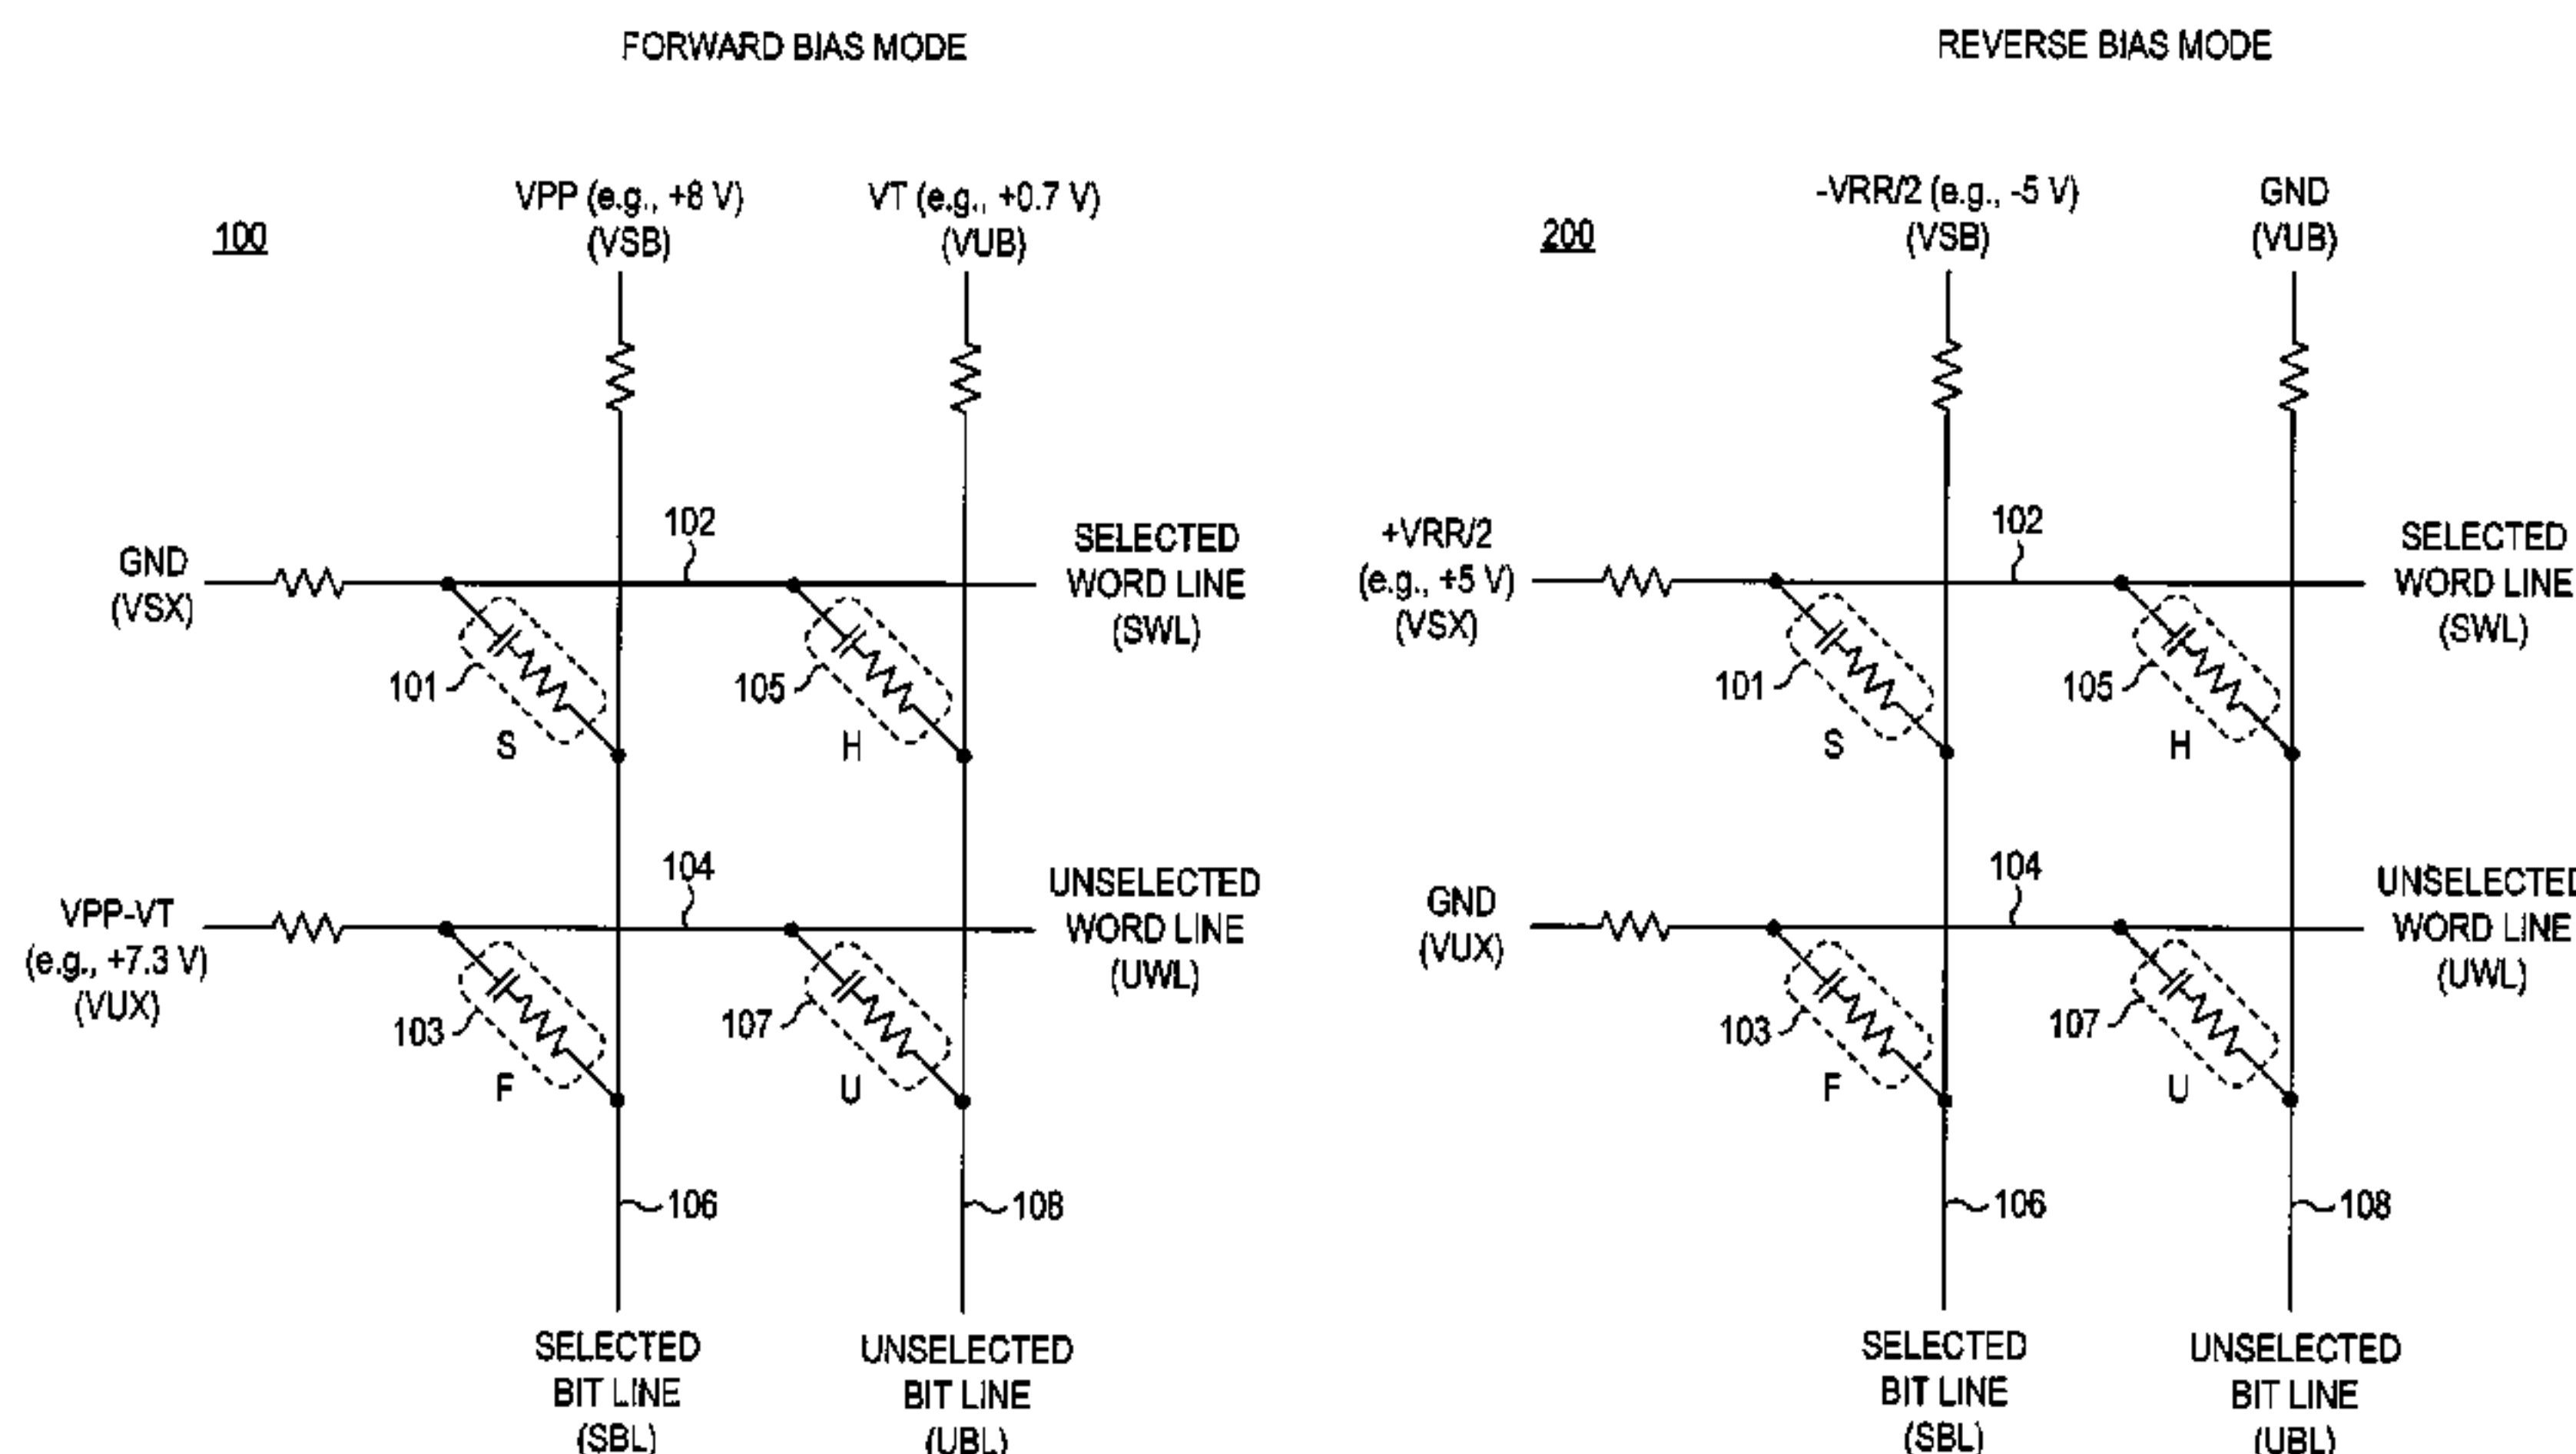 FORWARD BIAS MODE
100
VPP (e.g., +8 V)
(VSB)
VT (e.g., +0.7 V)
(VUB)
GND
(VSX)
102
SELECTED
WORD LINE
(SWL)
101
S
105
H
VPP-VT
(e.g., +7.3 V)
(VUX)
104
UNSELECTED
WORD LINE
(UWL)
103
F
107
U
106
108
SELECTED
BIT LINE
(SBL)
UNSELECTED
BIT LINE
(UBL)
REVERSE BIAS MODE
200
-VRR/2 (e.g., -5 V)
(VSB)
GND
(VUB)
+VRR/2
(e.g., +5 V)
(VSX)
102
SELECTED
WORD LINE
(SWL)
101
S
105
H
GND
(VUX)
104
UNSELECTED
WORD LINE
(UWL)
103
F
107
U
106
108
SELECTED
BIT LINE
(SBL)
UNSELECTED
BIT LINE
(UBL)